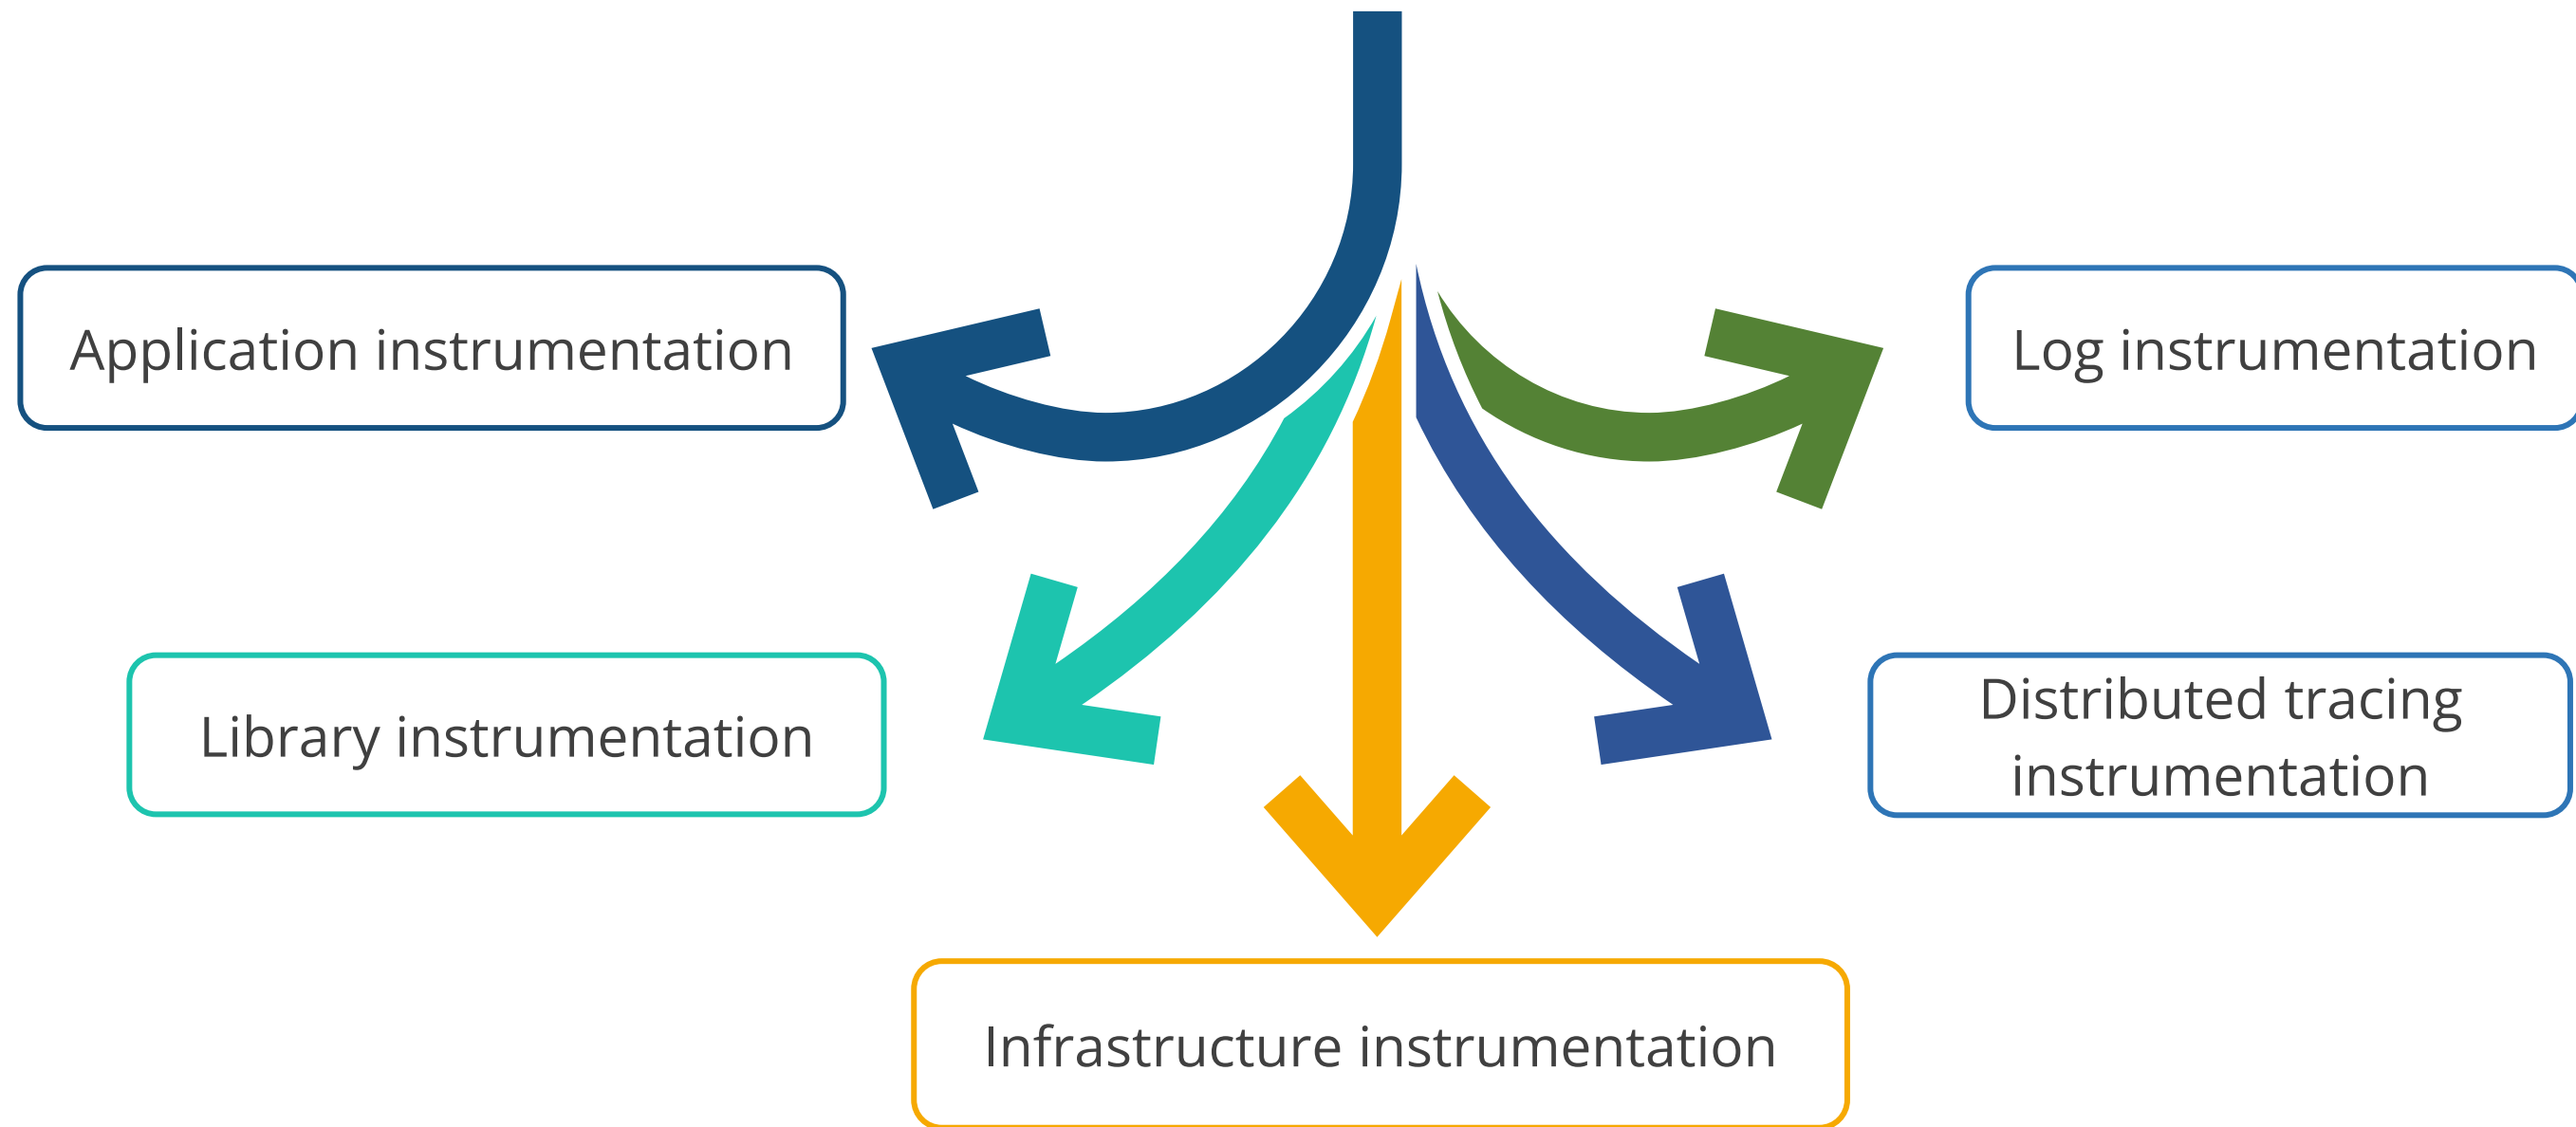 Application instrumentation
Log instrumentation
Library instrumentation
Distributed tracing
instrumentation
Infrastructure instrumentation